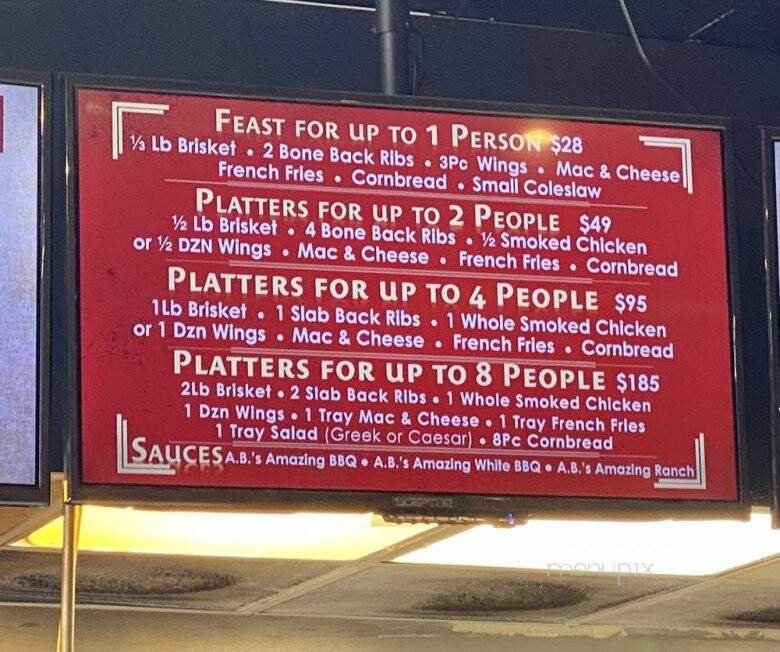 FEAST FOR UP TO 1 PERSON $28
⅓ Lb Brisket • 2 Bone Back Ribs • 3Pc Wings • Mac & Cheese
French Fries • Cornbread • Small Coleslaw
PLATTERS FOR UP TO 2 PEOPLE $49
½ Lb Brisket • 4 Bone Back Ribs • ½ Smoked Chicken
or ½ DZN Wings • Mac & Cheese • French Fries • Cornbread
PLATTERS FOR UP TO 4 PEOPLE $95
1Lb Brisket • 1 Slab Back Ribs • 1 Whole Smoked Chicken
or 1 Dzn Wings • Mac & Cheese • French Fries • Cornbread
PLATTERS FOR UP TO 8 PEOPLE $185
2Lb Brisket • 2 Slab Back Ribs • 1 Whole Smoked Chicken
1 Dzn Wings • 1 Tray Mac & Cheese • 1 Tray French Fries
1 Tray Salad (Greek or Caesar) • 8Pc Cornbread
SAUCES A.B.'s Amazing BBQ • A.B.'s Amazing White BBQ • A.B.'s Amazing Ranch
SCEPTRE
menupix